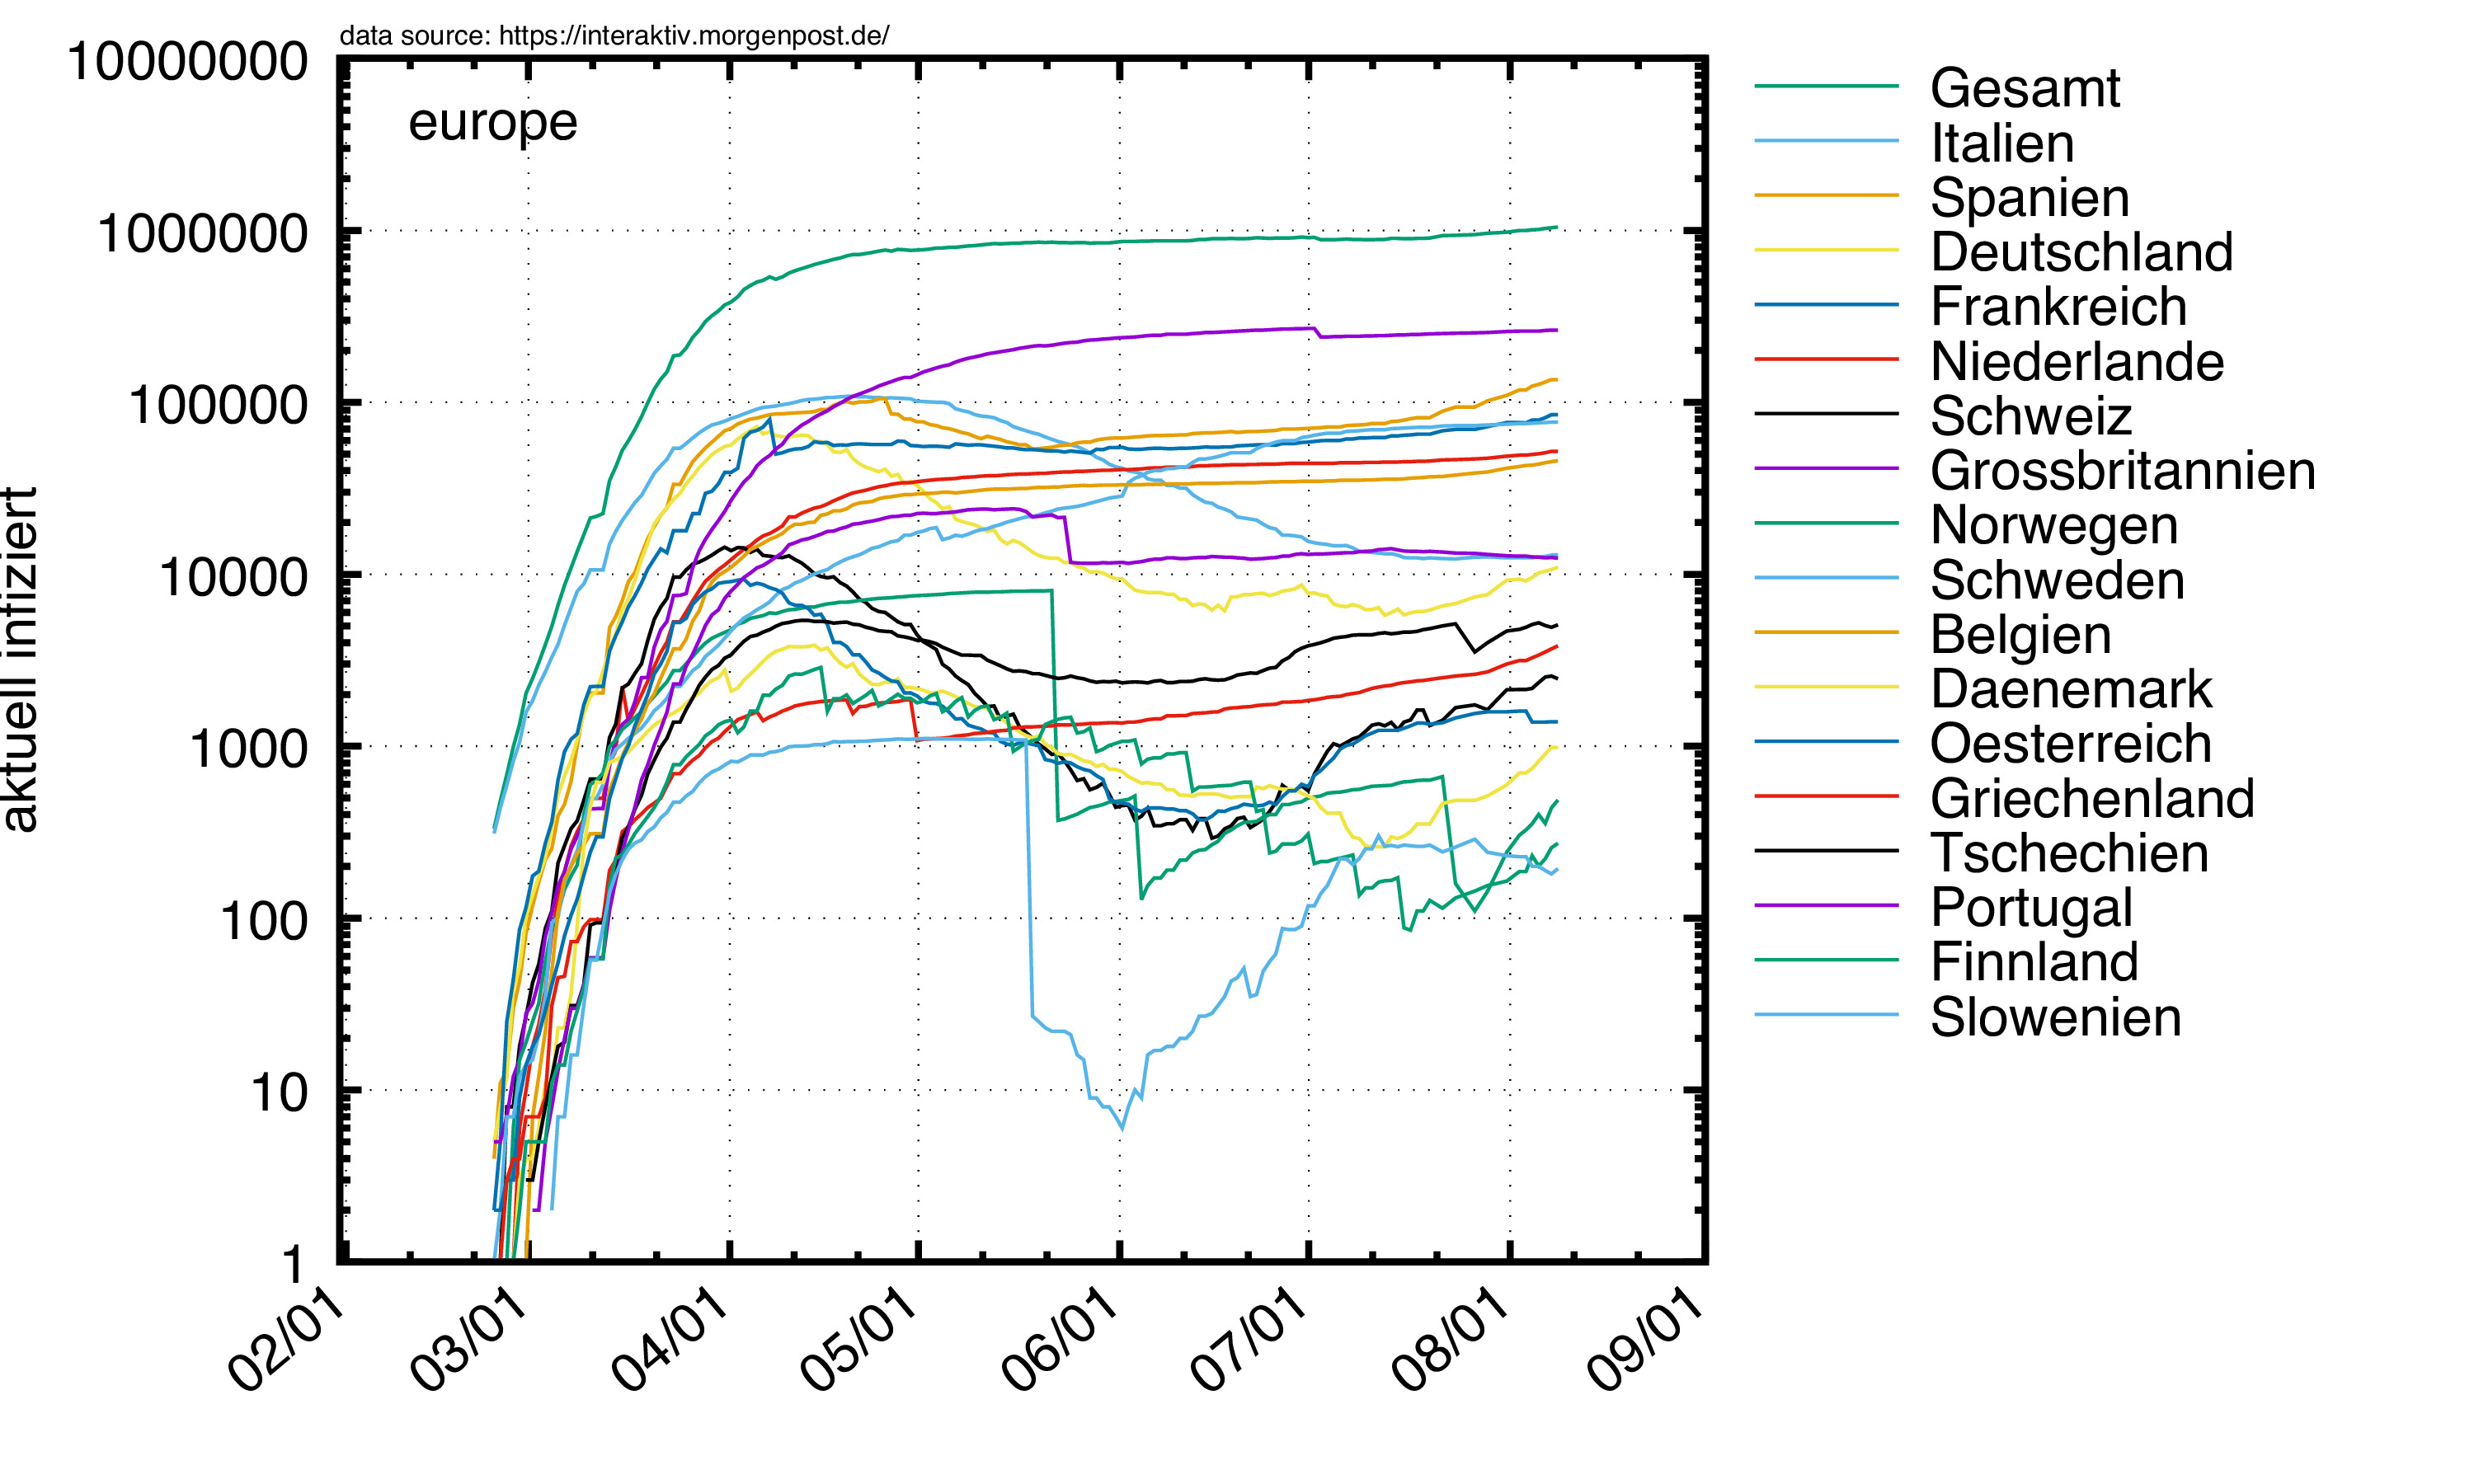 data source: https://interaktiv.morgenpost.de/
europe
aktuell infiziert
10000000
1000000
100000
10000
1000
100
10
1
02/01
03/01
04/01
05/01
06/01
07/01
08/01
09/01
Gesamt
Italien
Spanien
Deutschland
Frankreich
Niederlande
Schweiz
Grossbritannien
Norwegen
Schweden
Belgien
Daenemark
Oesterreich
Griechenland
Tschechien
Portugal
Finnland
Slowenien